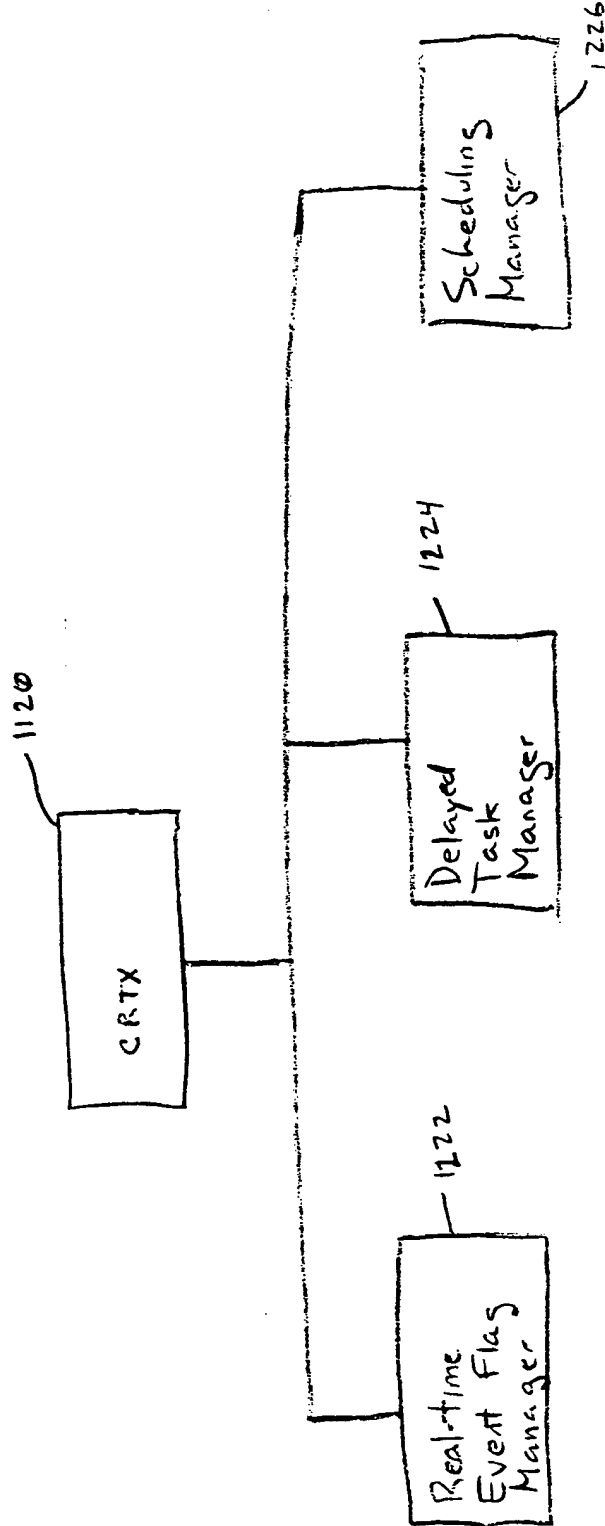 1120
CRTX
1222
Real-time
Event Flag
Manager
1224
Delayed
Task
Manager
1226
Scheduling
Manager